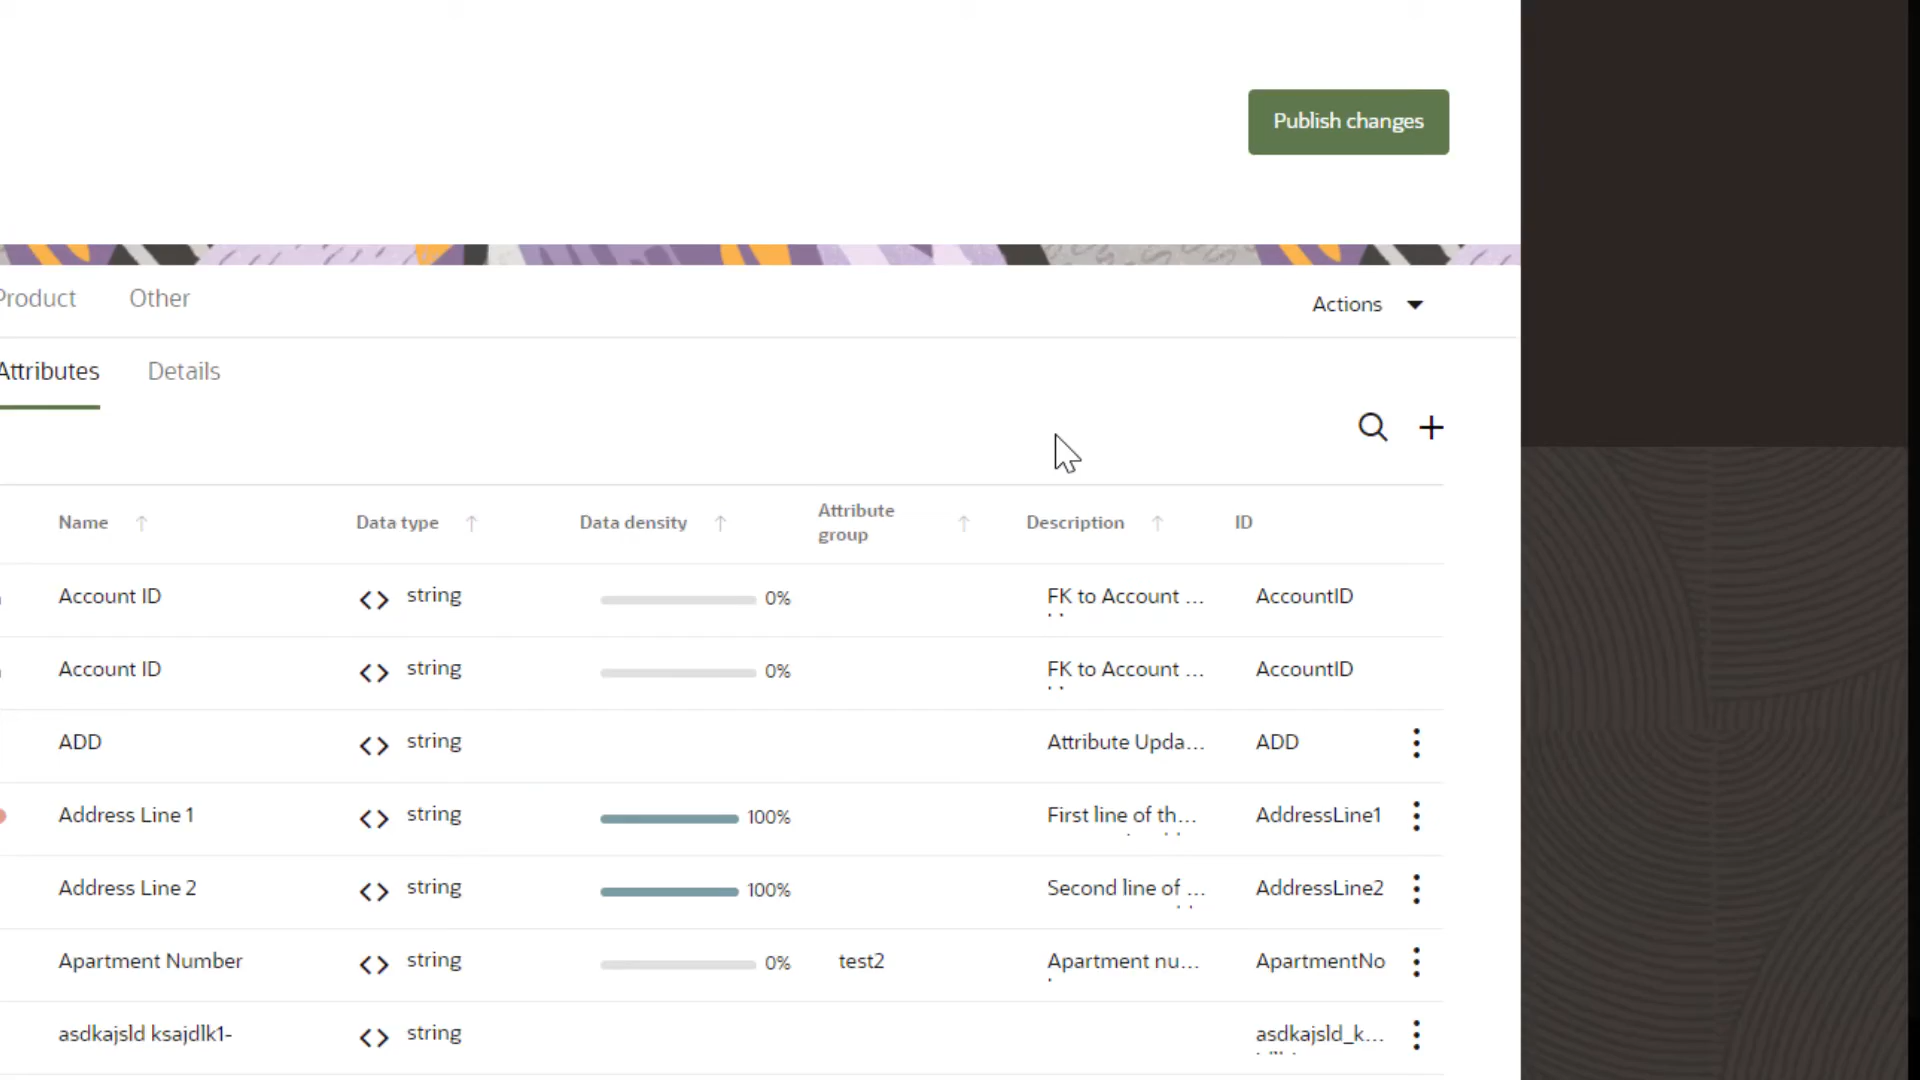 Publish changes
Product Other Actions
Attributes Details
Name Data type Data density Attribute group Description ID
Account ID string 0% FK to Account ... AccountID
Account ID string 0% FK to Account ... AccountID
ADD string Attribute Upda... ADD
Address Line 1 string 100% First line of th... AddressLine1
Address Line 2 string 100% Second line of ... AddressLine2
Apartment Number string 0% test2 Apartment nu... ApartmentNo
asdkajsld ksajdlk1- string asdkajsld_k...